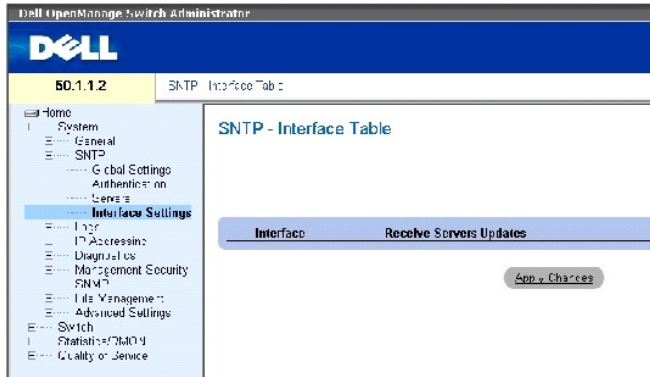 Dell OpenManage Switch Administrator
DELL
50.1.1.2
SNTP Interface Table
Home
System
General
SNTP
Global Settings
Authentication
Servers
Interface Settings
Logs
IP Addressing
Diagnostics
Management Security
SNMP
File Management
Advanced Settings
Switch
Statistics/RMON
Quality of Service
SNTP - Interface Table
Interface Receive Servers Updates
Apply Changes